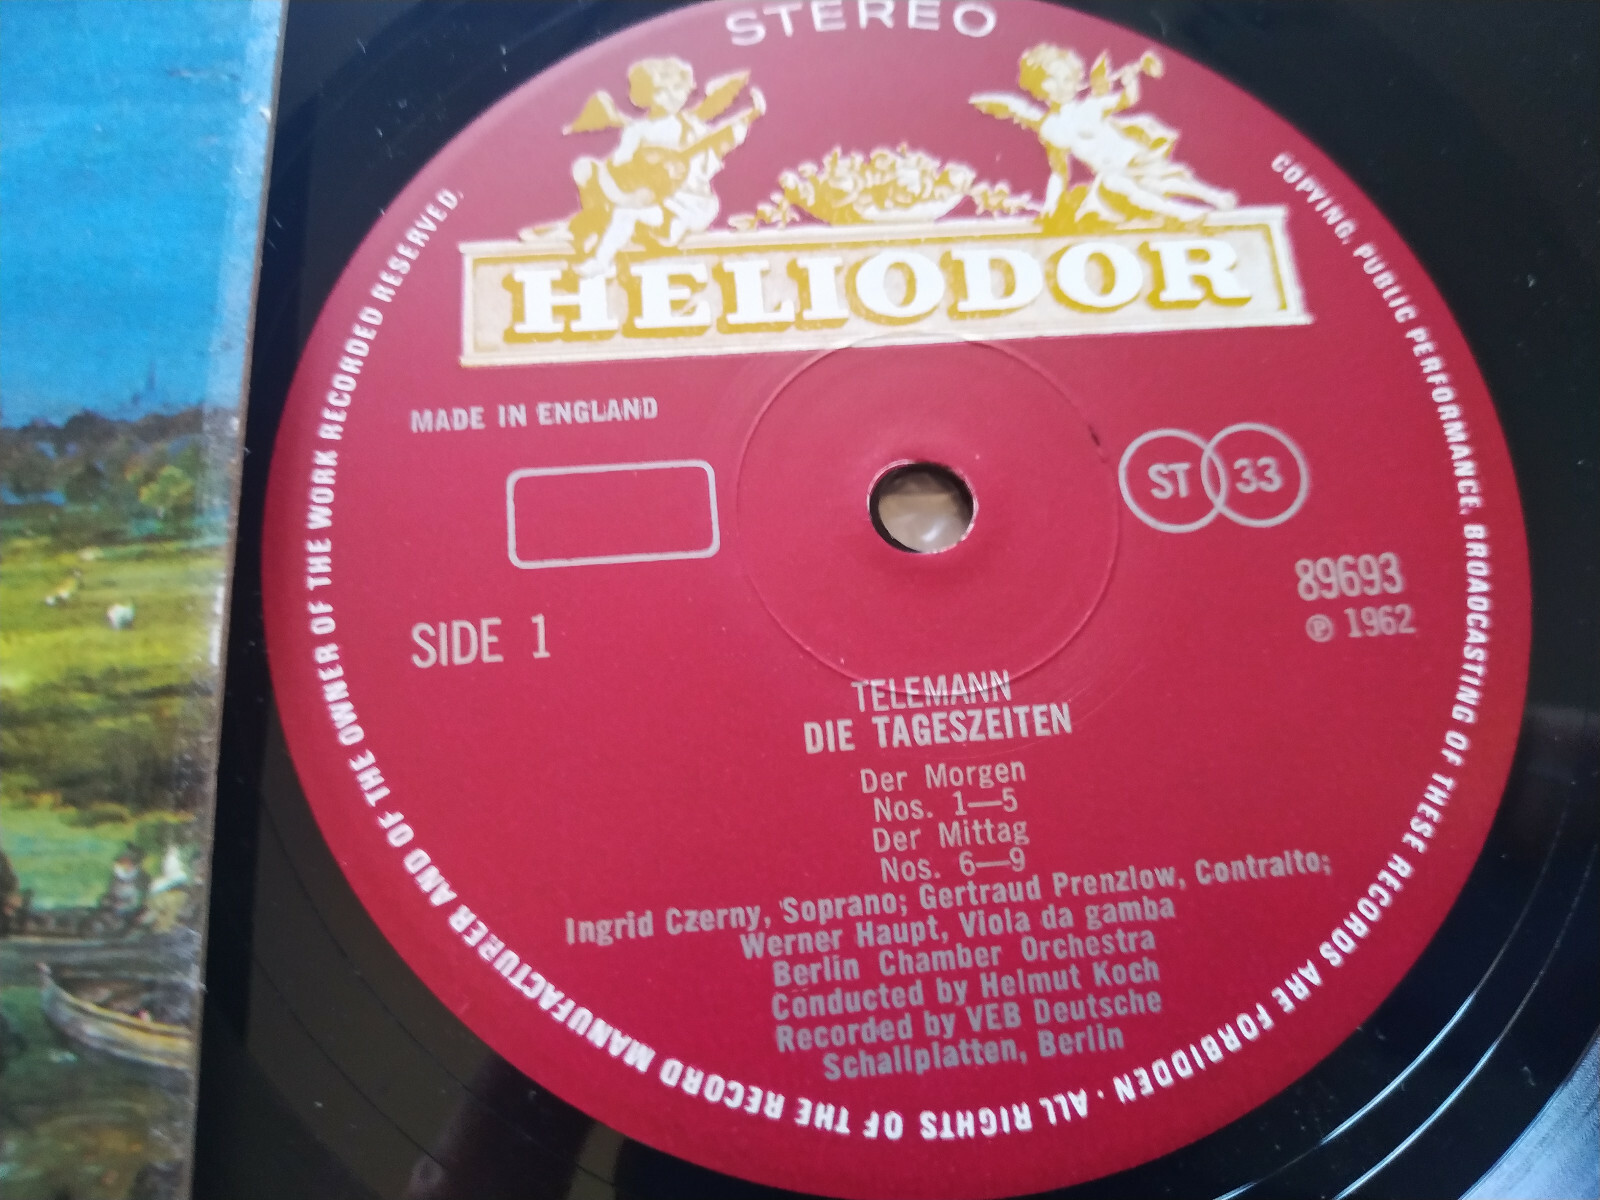 STEREO
HELIODOR
MADE IN ENGLAND
ST 33
89693
℗ 1962
SIDE 1
TELEMANN
DIE TAGESZEITEN
Der Morgen
Nos. 1—5
Der Mittag
Nos. 6—9
Ingrid Czerny, Soprano; Gertraud Prenzlow, Contralto;
Werner Haupt, Viola da gamba
Berlin Chamber Orchestra
Conducted by Helmut Koch
Recorded by VEB Deutsche
Schallplatten, Berlin
COPYING, PUBLIC PERFORMANCE, BROADCASTING OF THESE RECORDS ARE FORBIDDEN · ALL RIGHTS OF THE RECORD MANUFACTURER AND OF THE OWNER OF THE WORK RECORDED RESERVED.